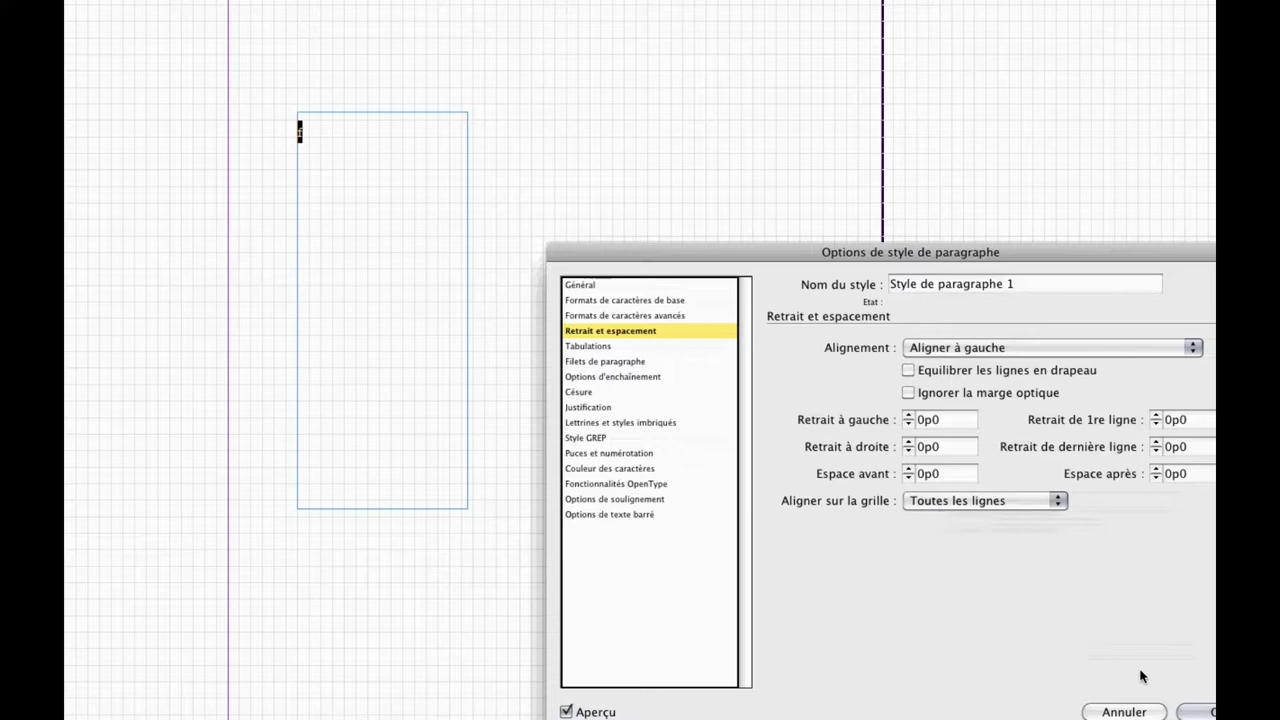 Options de style de paragraphe
Général
Formats de caractères de base
Formats de caractères avancés
Retrait et espacement
Tabulations
Filets de paragraphe
Options d'enchaînement
Césure
Justification
Lettrines et styles imbriqués
Style GREP
Puces et numérotation
Couleur des caractères
Fonctionnalités OpenType
Options de soulignement
Options de texte barré
Nom du style : Style de paragraphe 1
Etat :
Retrait et espacement
Alignement : Aligner à gauche
Equilibrer les lignes en drapeau
Ignorer la marge optique
Retrait à gauche : 0p0 Retrait de 1re ligne : 0p0
Retrait à droite : 0p0 Retrait de dernière ligne : 0p0
Espace avant : 0p0 Espace après : 0p0
Aligner sur la grille : Toutes les lignes
Aperçu
Annuler